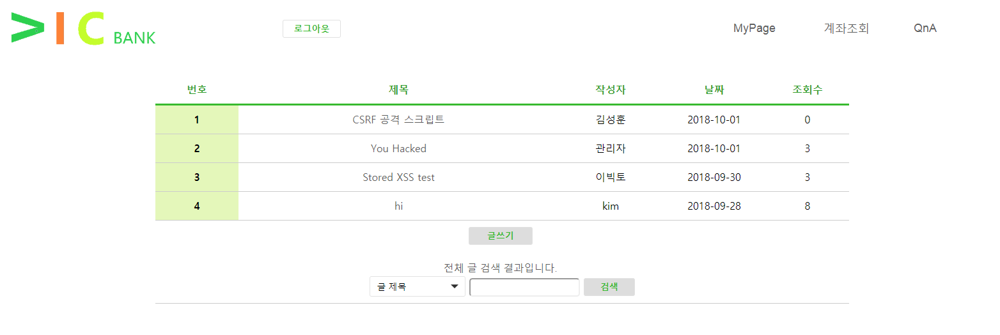 >IC BANK 로그아웃 MyPage 계좌조회 QnA
번호 제목 작성자 날짜 조회수
1 CSRF 공격 스크립트 김성훈 2018-10-01 0
2 You Hacked 관리자 2018-10-01 3
3 Stored XSS test 이빅토 2018-09-30 3
4 hi kim 2018-09-28 8
글쓰기
전체 글 검색 결과입니다.
글 제목 검색